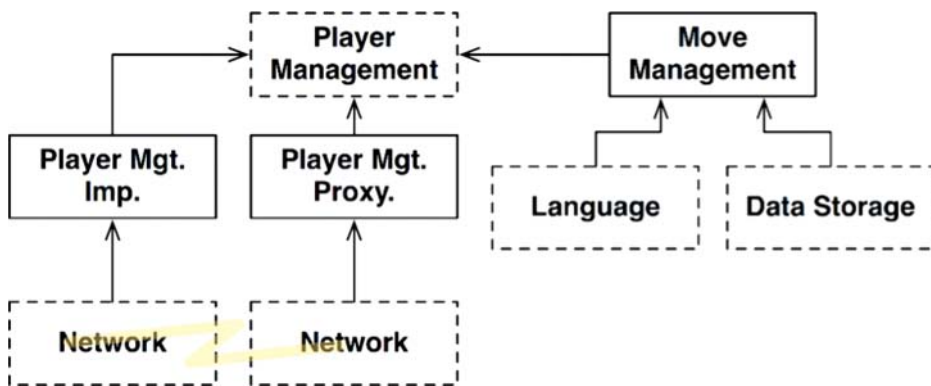 Player
Management
Move
Management
Player Mgt.
Imp.
Player Mgt.
Proxy.
Language
Data Storage
Network
Network